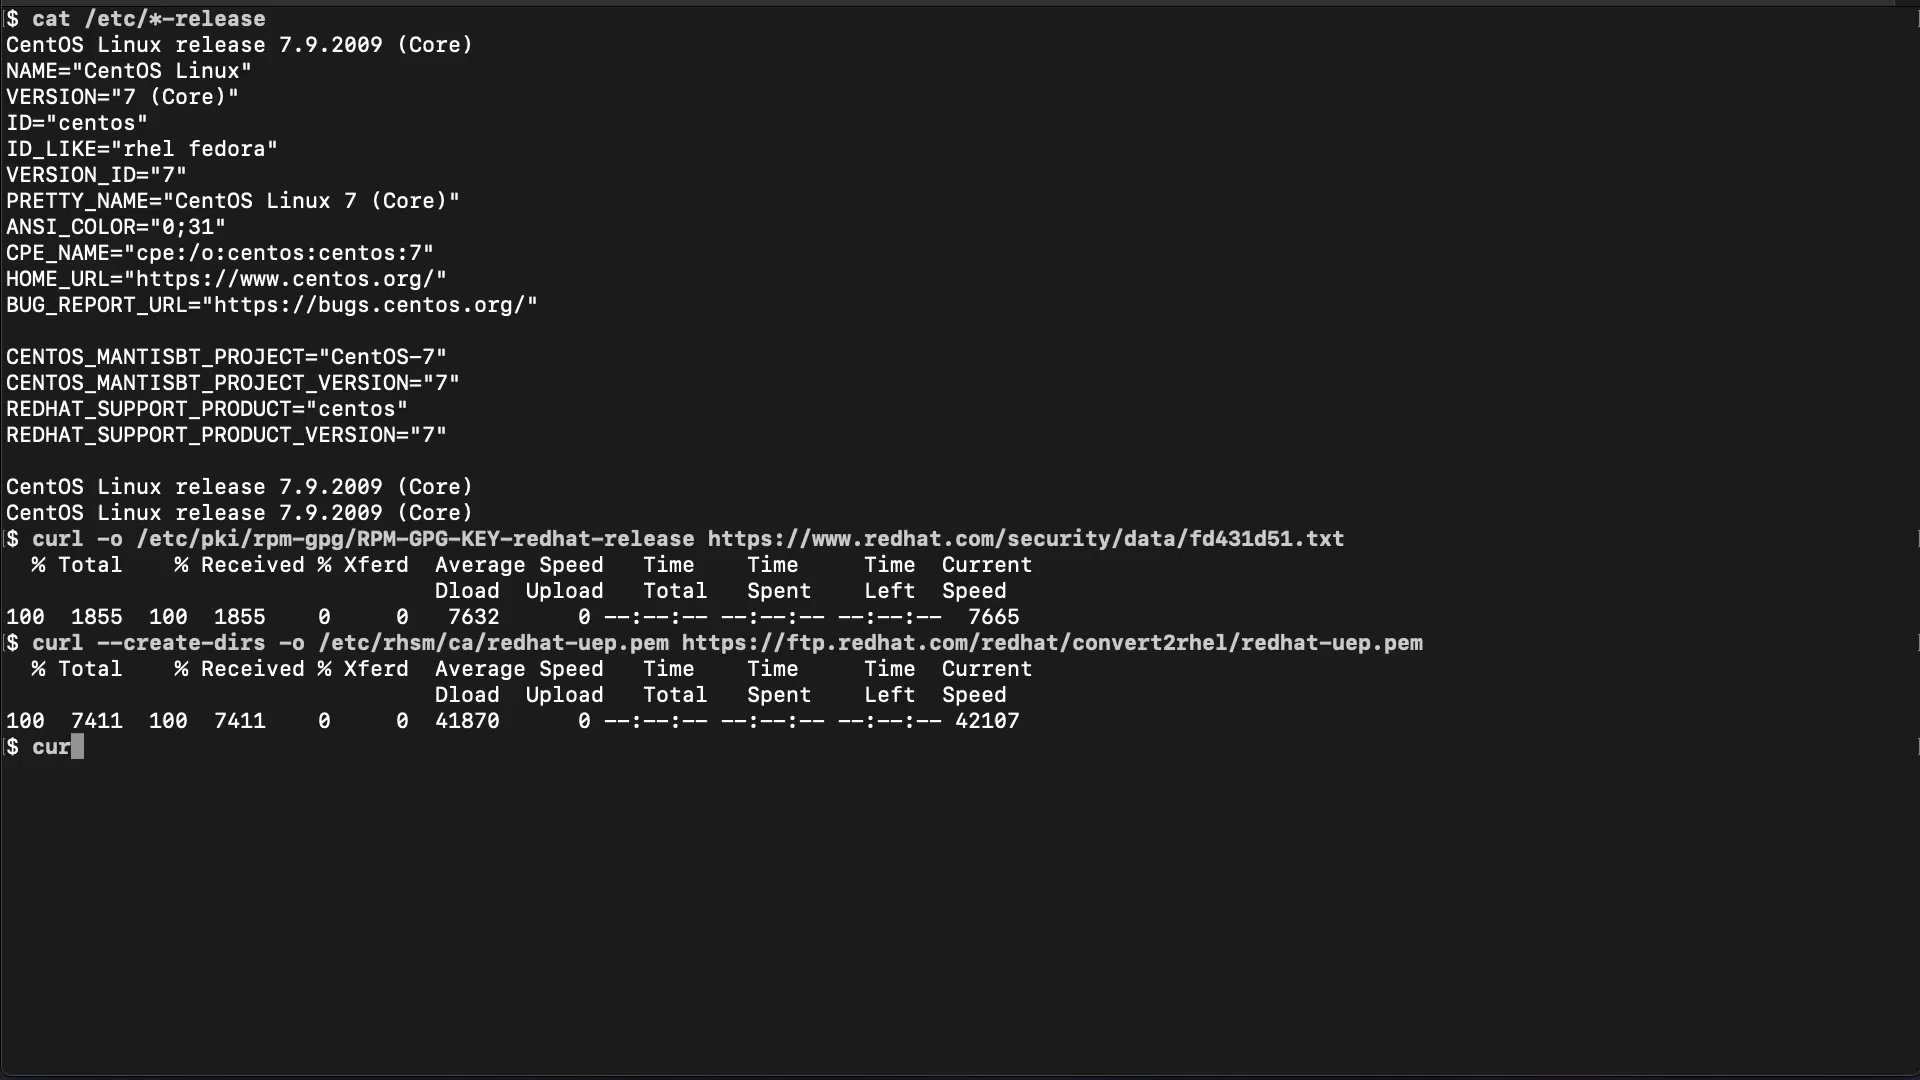 $ cat /etc/*-release
CentOS Linux release 7.9.2009 (Core)
NAME="CentOS Linux"
VERSION="7 (Core)"
ID="centos"
ID_LIKE="rhel fedora"
VERSION_ID="7"
PRETTY_NAME="CentOS Linux 7 (Core)"
ANSI_COLOR="0;31"
CPE_NAME="cpe:/o:centos:centos:7"
HOME_URL="https://www.centos.org/"
BUG_REPORT_URL="https://bugs.centos.org/"

CENTOS_MANTISBT_PROJECT="CentOS-7"
CENTOS_MANTISBT_PROJECT_VERSION="7"
REDHAT_SUPPORT_PRODUCT="centos"
REDHAT_SUPPORT_PRODUCT_VERSION="7"

CentOS Linux release 7.9.2009 (Core)
CentOS Linux release 7.9.2009 (Core)
$ curl -o /etc/pki/rpm-gpg/RPM-GPG-KEY-redhat-release https://www.redhat.com/security/data/fd431d51.txt
  % Total    % Received % Xferd  Average Speed   Time    Time     Time  Current
                                 Dload  Upload   Total   Spent    Left  Speed
100  1855  100  1855    0     0   7632      0 --:--:-- --:--:-- --:--:--  7665
$ curl --create-dirs -o /etc/rhsm/ca/redhat-uep.pem https://ftp.redhat.com/redhat/convert2rhel/redhat-uep.pem
  % Total    % Received % Xferd  Average Speed   Time    Time     Time  Current
                                 Dload  Upload   Total   Spent    Left  Speed
100  7411  100  7411    0     0  41870      0 --:--:-- --:--:-- --:--:-- 42107
$ cur